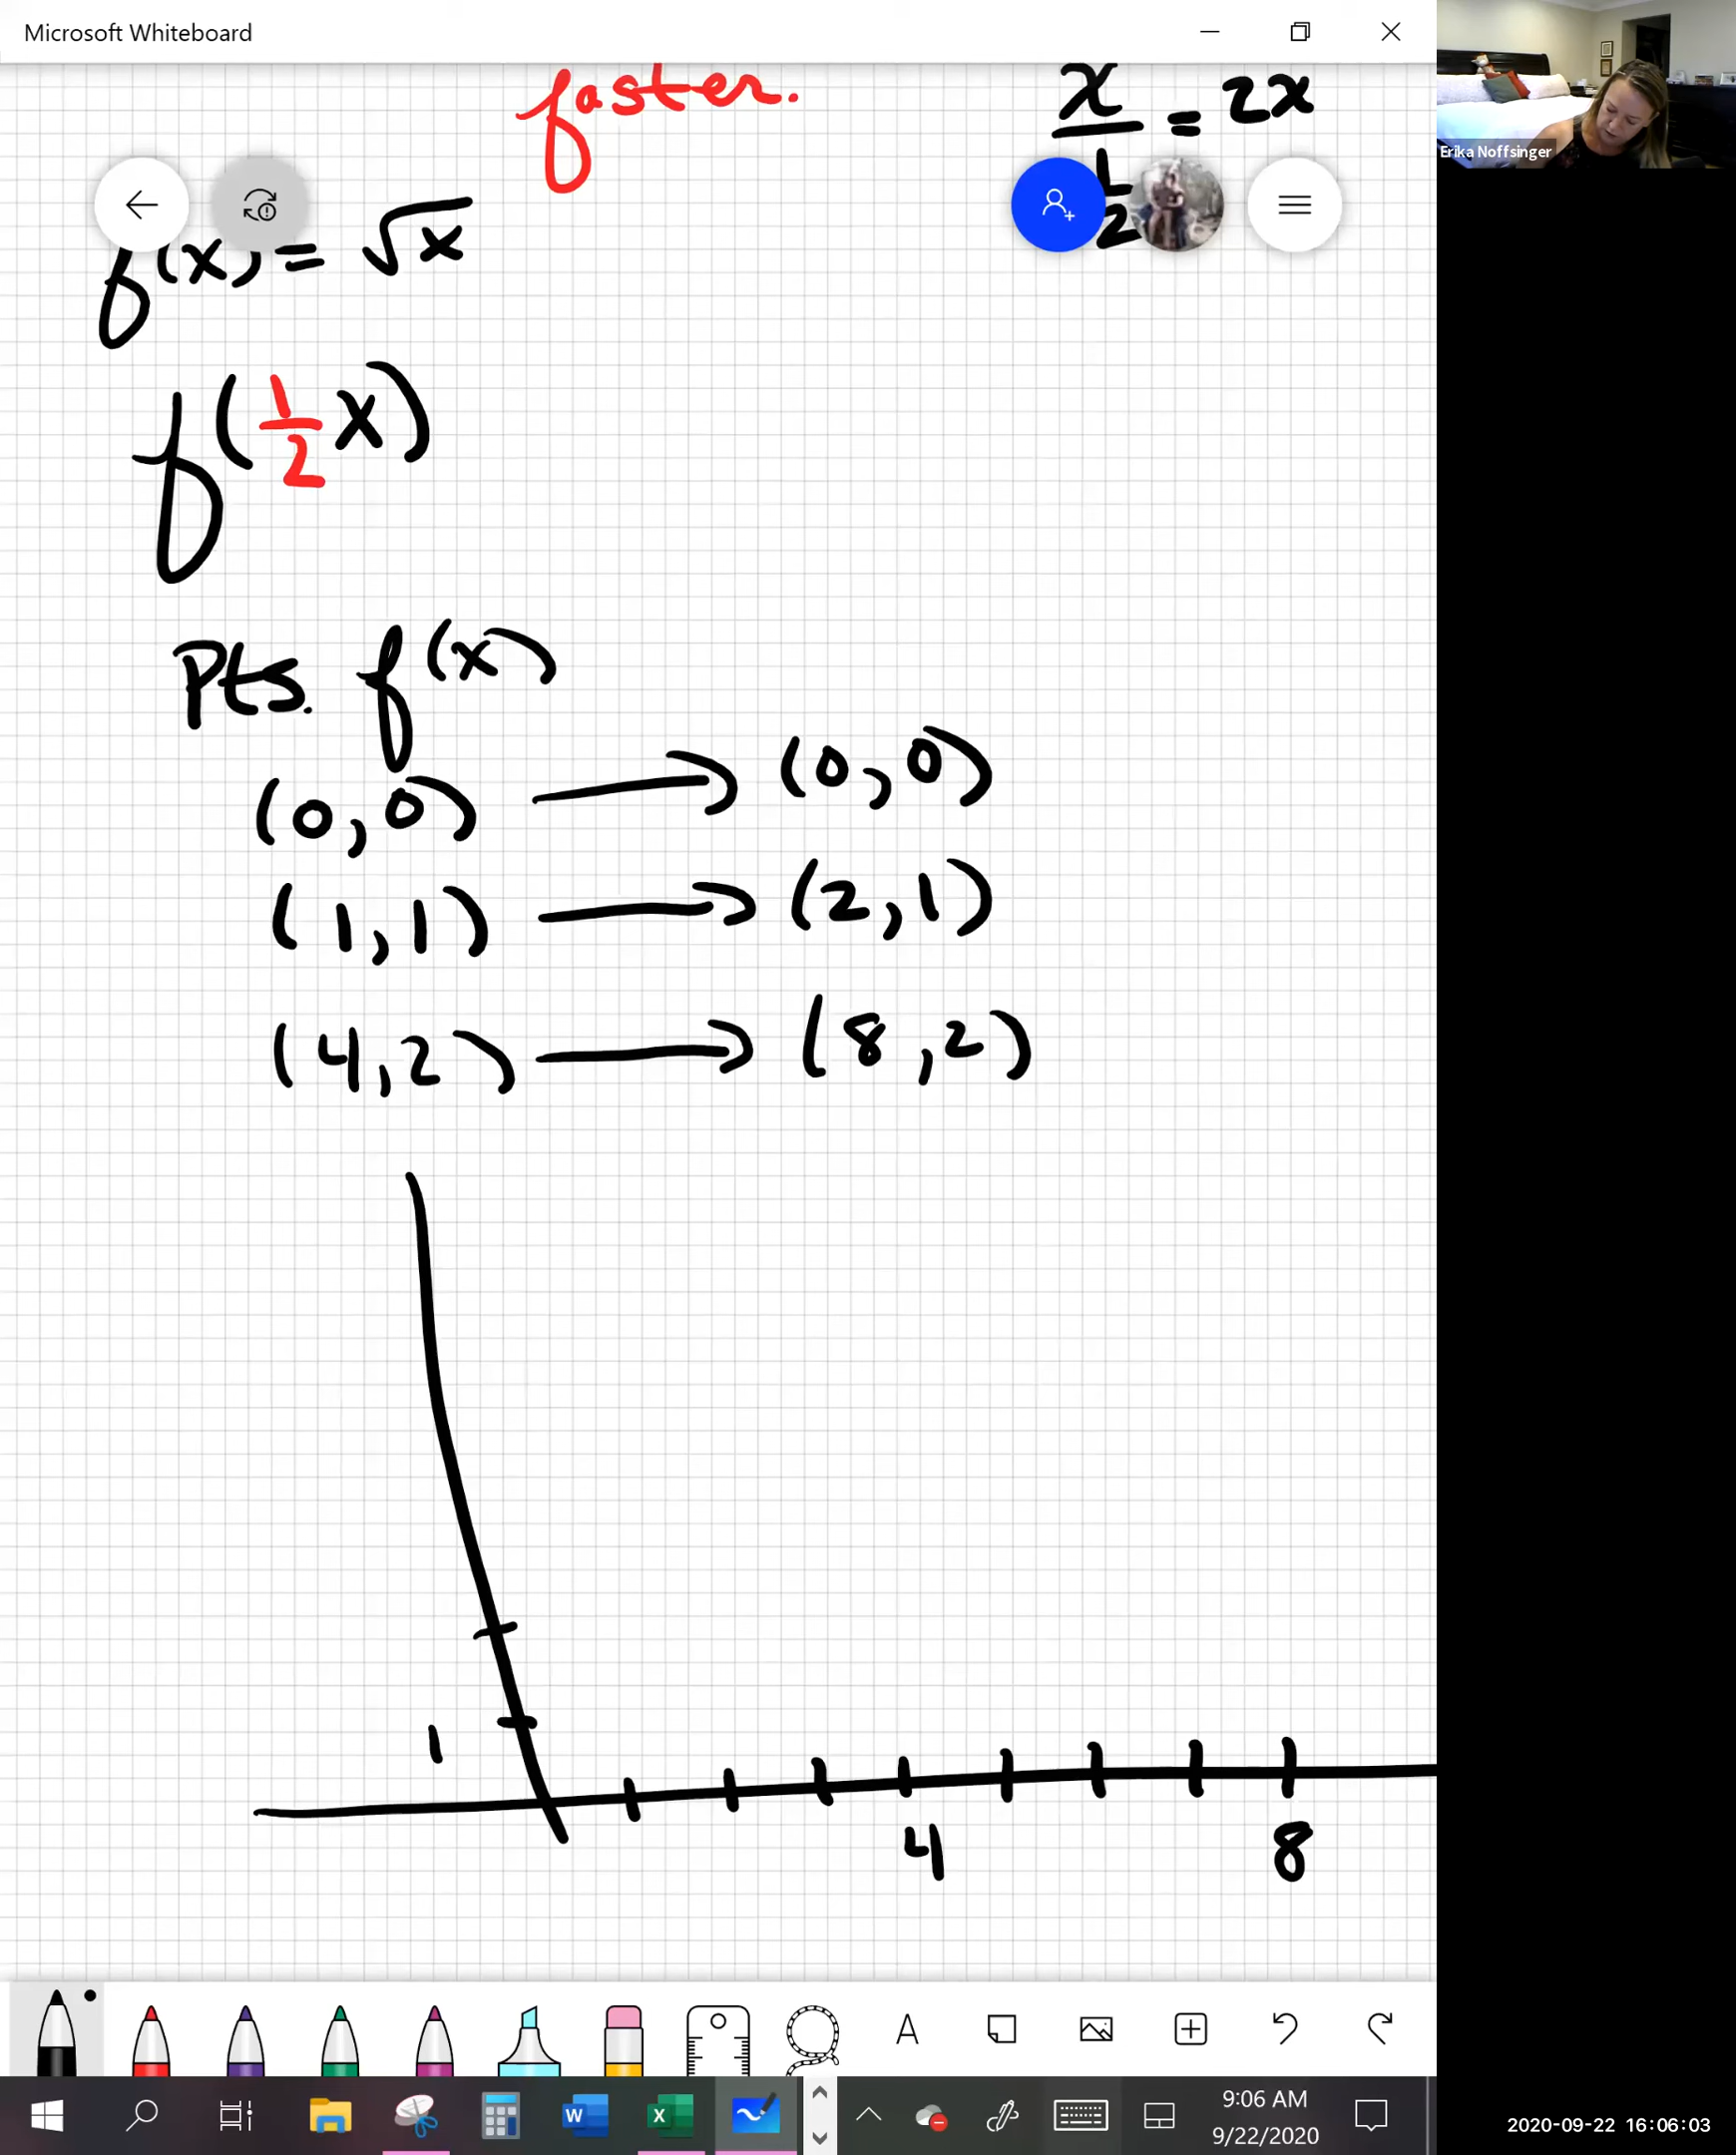 Microsoft Whiteboard
faster.
x/(1/2) = 2x
Erika Noffsinger
f(x) = √x
f(1/2 x)
Pts. f(x)
(0,0) → (0,0)
(1,1) → (2,1)
(4,2) → (8,2)
1
4 8
A
W X
9:06 AM
9/22/2020
2020-09-22 16:06:03